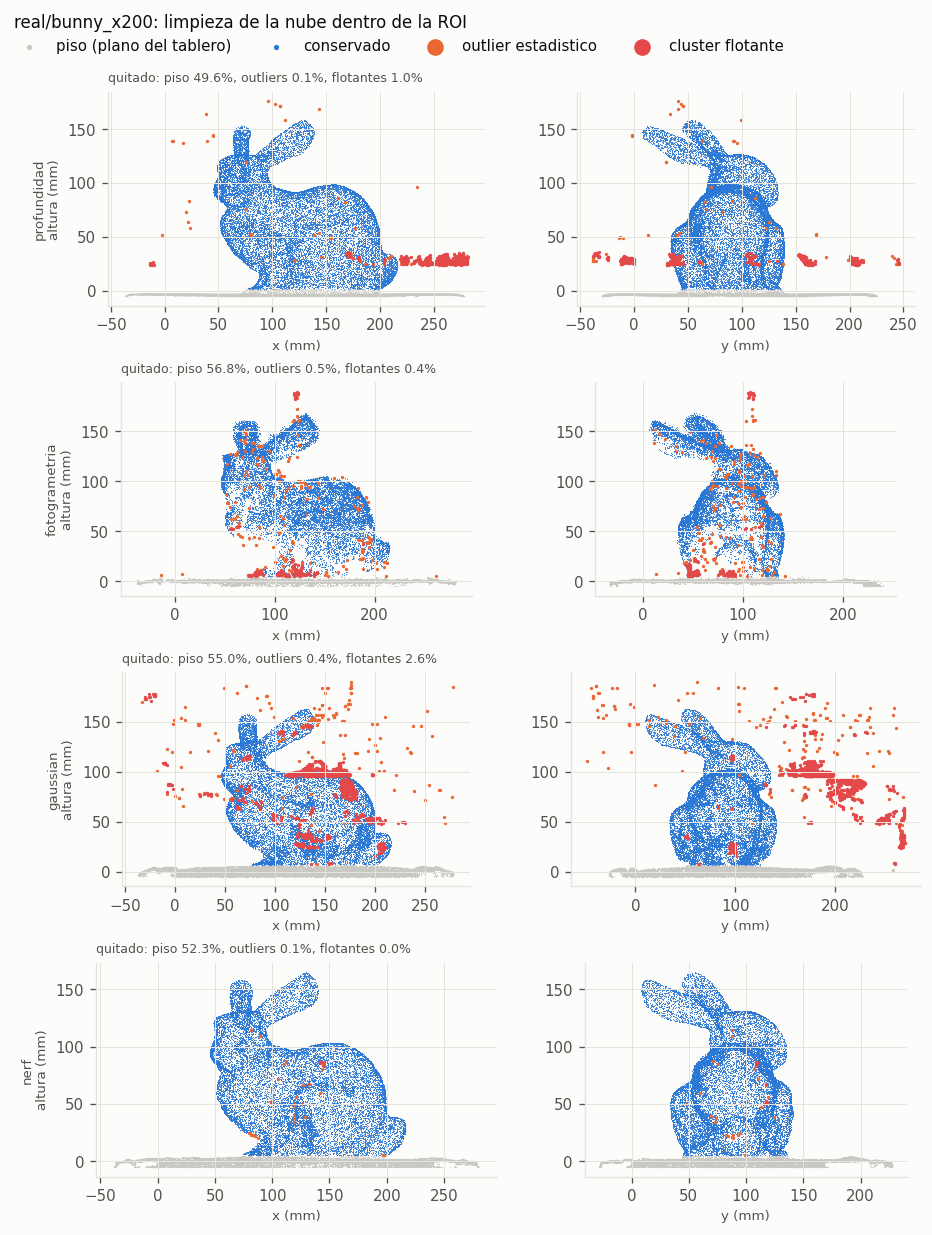 real/bunny_x200: limpieza de la nube dentro de la ROI
piso (plano del tablero) conservado outlier estadistico cluster flotante
quitado: piso 49.6%, outliers 0.1%, flotantes 1.0%
profundidad
altura (mm)
150
100
50
0
−50 0 50 100 150 200 250
x (mm)
150
100
50
0
−50 0 50 100 150 200 250
y (mm)
quitado: piso 56.8%, outliers 0.5%, flotantes 0.4%
fotogrametria
altura (mm)
150
100
50
0
0 100 200
x (mm)
150
100
50
0
0 100 200
y (mm)
quitado: piso 55.0%, outliers 0.4%, flotantes 2.6%
gaussian
altura (mm)
150
100
50
0
−50 0 50 100 150 200 250
x (mm)
150
100
50
0
0 100 200
y (mm)
quitado: piso 52.3%, outliers 0.1%, flotantes 0.0%
nerf
altura (mm)
150
100
50
0
−50 0 50 100 150 200 250
x (mm)
150
100
50
0
0 50 100 150 200
y (mm)